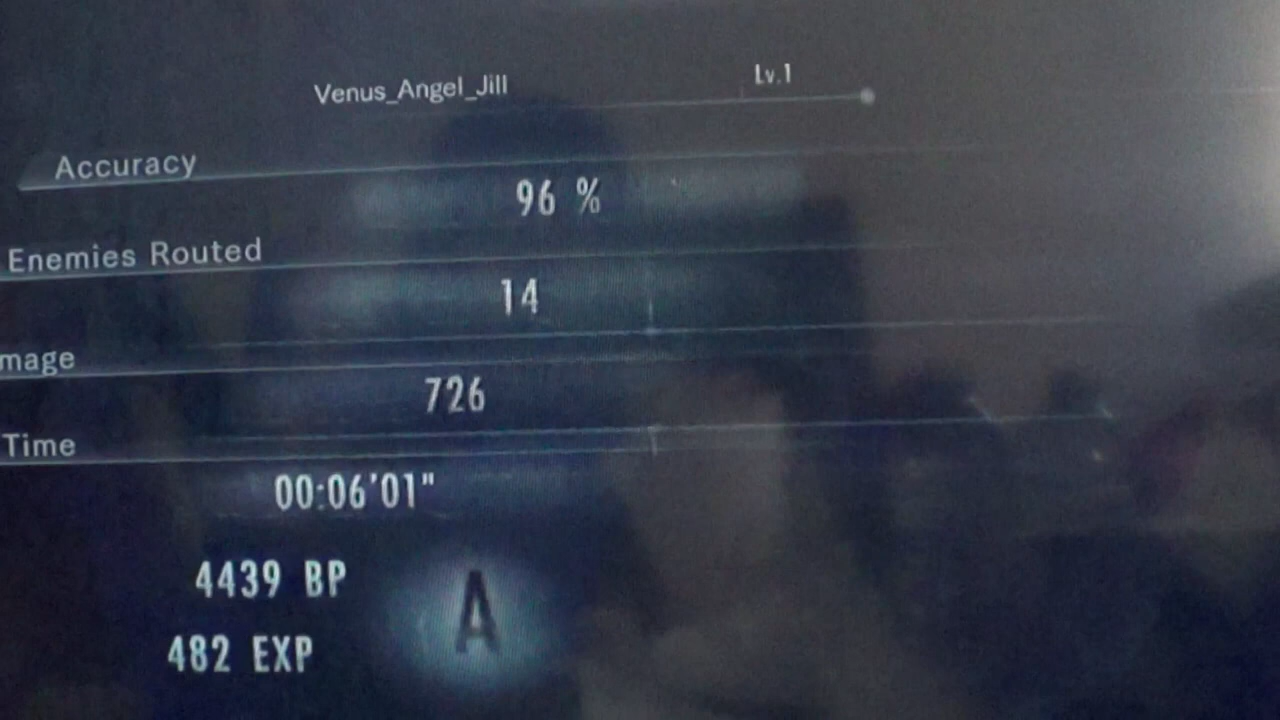 Venus_Angel_Jill Lv.1
Accuracy
96 %
Enemies Routed
14
mage
726
Time
00:06'01"
4439 BP
A
482 EXP